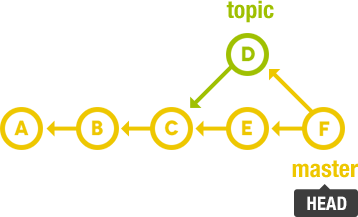 topic
D
A B C E F
master
HEAD